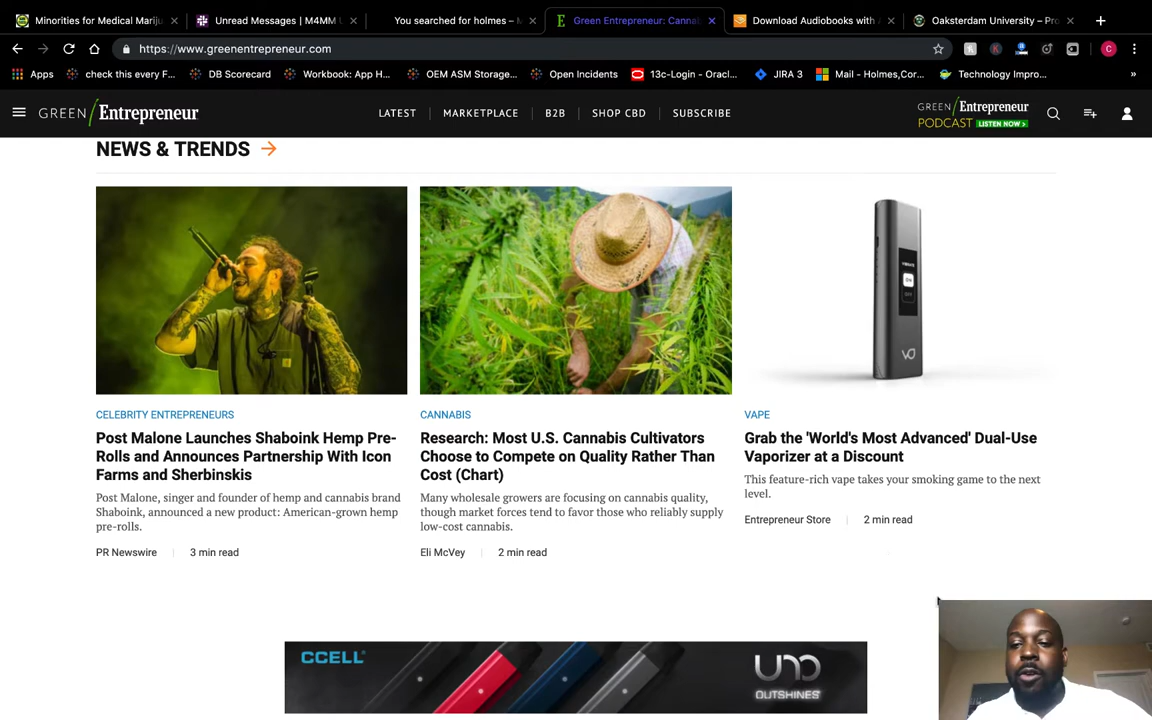 Minorities for Medical Mariju
Unread Messages | M4MM
You searched for holmes –
Green Entrepreneur: Canna
Download Audiobooks with
Oaksterdam University – Pro
https://www.greenentrepreneur.com
C
Apps
check this every F...
DB Scorecard
Workbook: App H...
OEM ASM Storage...
Open Incidents
13c-Login - Oracl...
JIRA 3
Mail - Holmes,Cor...
Technology Impro...
»
GREEN/Entrepreneur
LATEST
MARKETPLACE
B2B
SHOP CBD
SUBSCRIBE
GREEN/Entrepreneur
PODCAST LISTEN NOW >
NEWS & TRENDS
CELEBRITY ENTREPRENEURS
Post Malone Launches Shaboink Hemp Pre-
Rolls and Announces Partnership With Icon
Farms and Sherbinskis
Post Malone, singer and founder of hemp and cannabis brand
Shaboink, announced a new product: American-grown hemp
pre-rolls.
PR Newswire | 3 min read
CANNABIS
Research: Most U.S. Cannabis Cultivators
Choose to Compete on Quality Rather Than
Cost (Chart)
Many wholesale growers are focusing on cannabis quality,
though market forces tend to favor those who reliably supply
low-cost cannabis.
Eli McVey | 2 min read
VAPE
Grab the 'World's Most Advanced' Dual-Use
Vaporizer at a Discount
This feature-rich vape takes your smoking game to the next
level.
Entrepreneur Store | 2 min read
CCELL
UNO
OUTSHINES